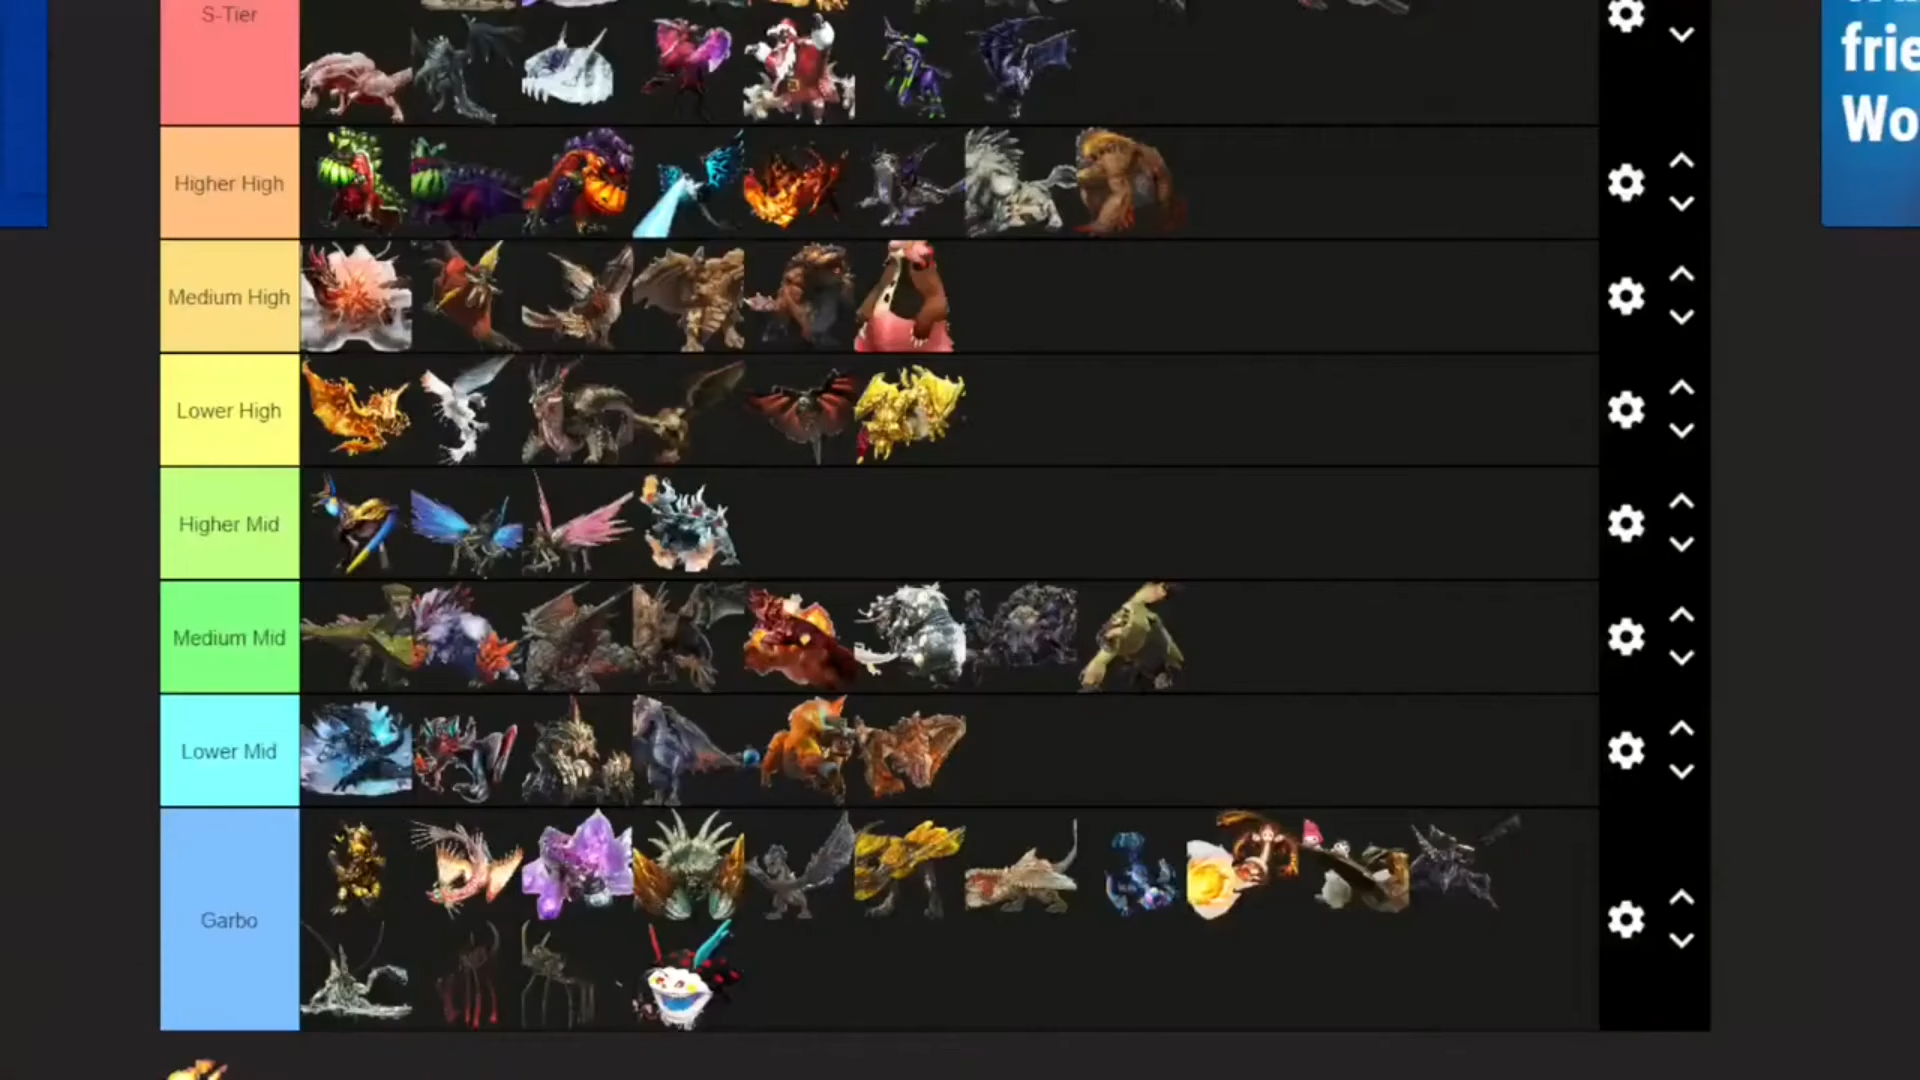 S-Tier
frie
Wo
Higher High
Medium High
Lower High
Higher Mid
Medium Mid
Lower Mid
Garbo